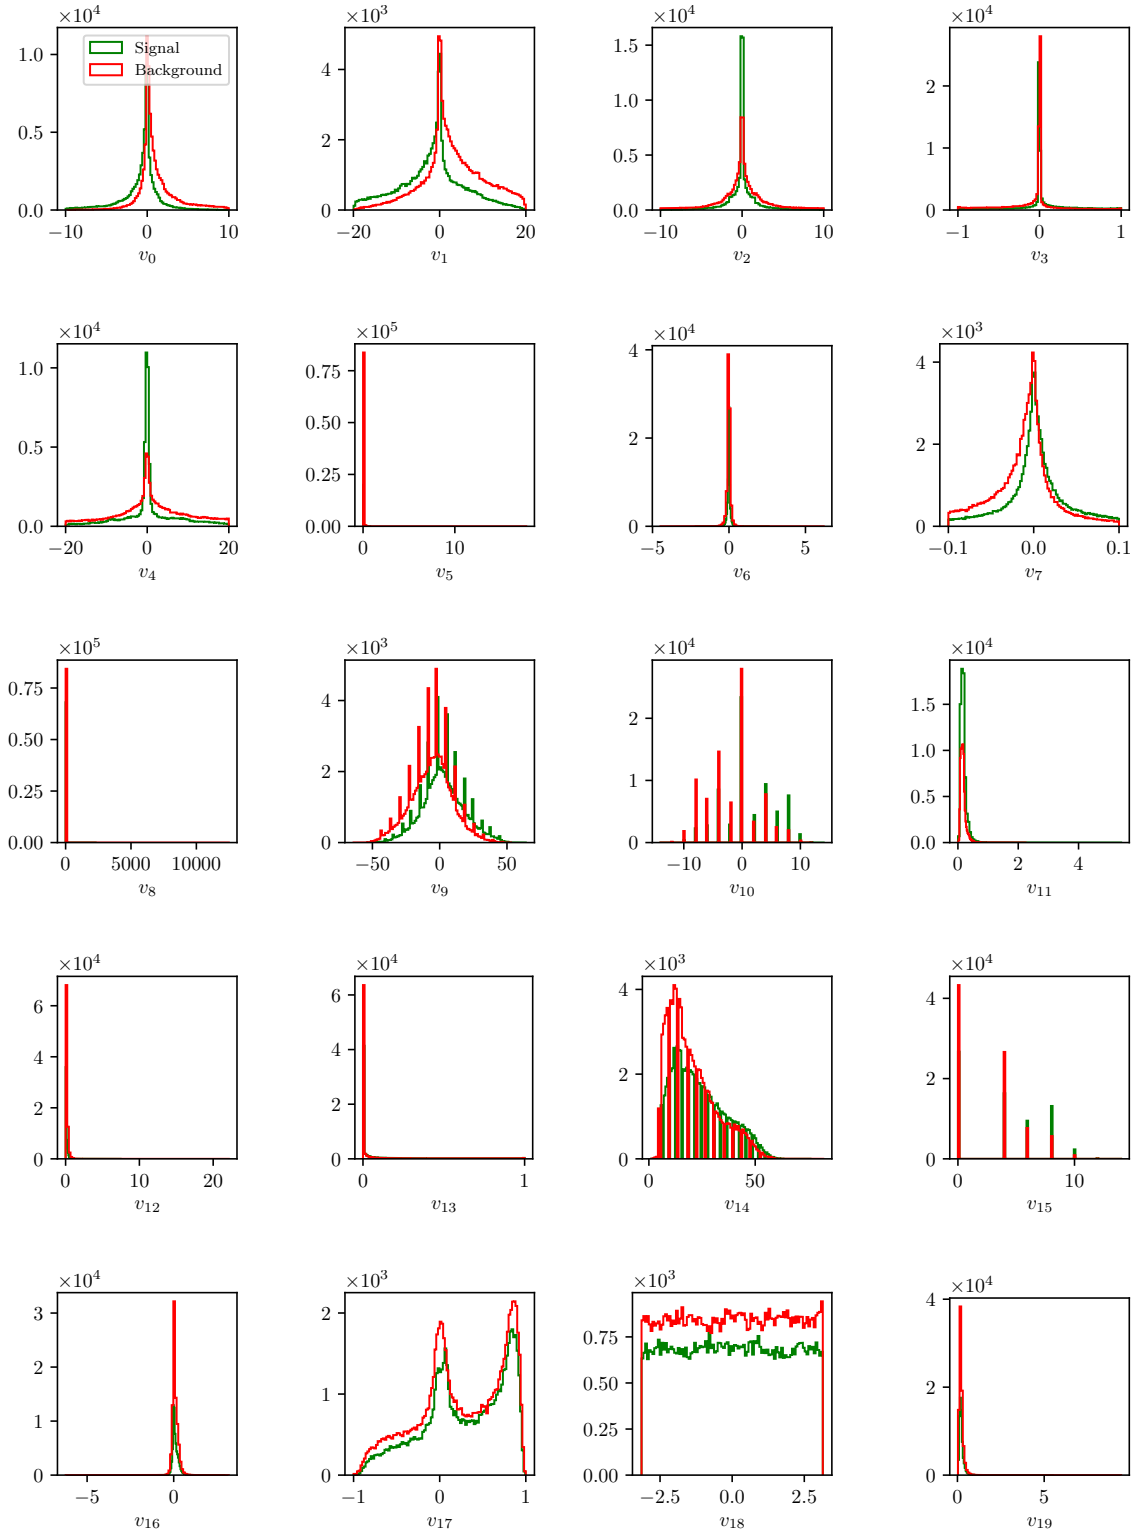 ×10⁴
1.0
0.5
0.0
−10 0 10
v₀
Signal
Background
×10³
4
2
0
−20 0 20
v₁
×10⁴
1.5
1.0
0.5
0.0
−10 0 10
v₂
×10⁴
2
1
0
−1 0 1
v₃
×10⁴
1.0
0.5
0.0
−20 0 20
v₄
×10⁵
0.75
0.50
0.25
0.00
0 10
v₅
×10⁴
4
2
0
−5 0 5
v₆
×10³
4
2
0
−0.1 0.0 0.1
v₇
×10⁵
0.75
0.50
0.25
0.00
0 5000 10000
v₈
×10³
4
2
0
−50 0 50
v₉
×10⁴
2
1
0
−10 0 10
v₁₀
×10⁴
1.5
1.0
0.5
0.0
0 2 4
v₁₁
×10⁴
6
4
2
0
0 10 20
v₁₂
×10⁴
6
4
2
0
0 1
v₁₃
×10³
4
2
0
0 50
v₁₄
×10⁴
4
2
0
0 10
v₁₅
×10⁴
3
2
1
0
−5 0
v₁₆
×10³
2
1
0
−1 0 1
v₁₇
×10³
0.75
0.50
0.25
0.00
−2.5 0.0 2.5
v₁₈
×10⁴
4
2
0
0 5
v₁₉